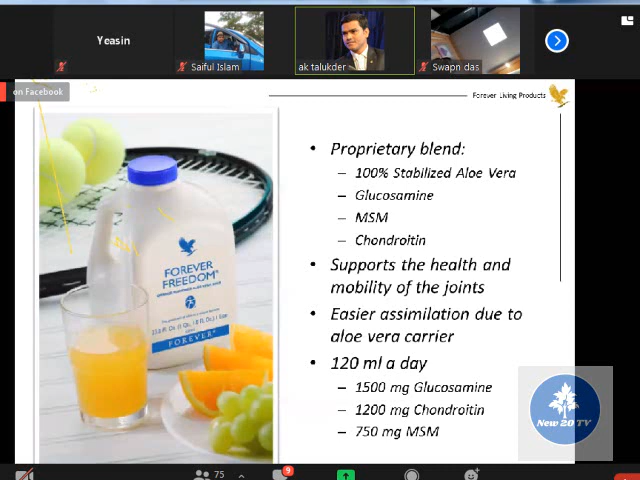 Yeasin
Saiful Islam
ak talukder
Swapn das
on Facebook
Forever Living Products
• Proprietary blend:
– 100% Stabilized Aloe Vera
– Glucosamine
– MSM
– Chondroitin
• Supports the health and
mobility of the joints
• Easier assimilation due to
aloe vera carrier
• 120 ml a day
– 1500 mg Glucosamine
– 1200 mg Chondroitin
– 750 mg MSM
FOREVER
FREEDOM
FOREVER
New 20 TV
75
9